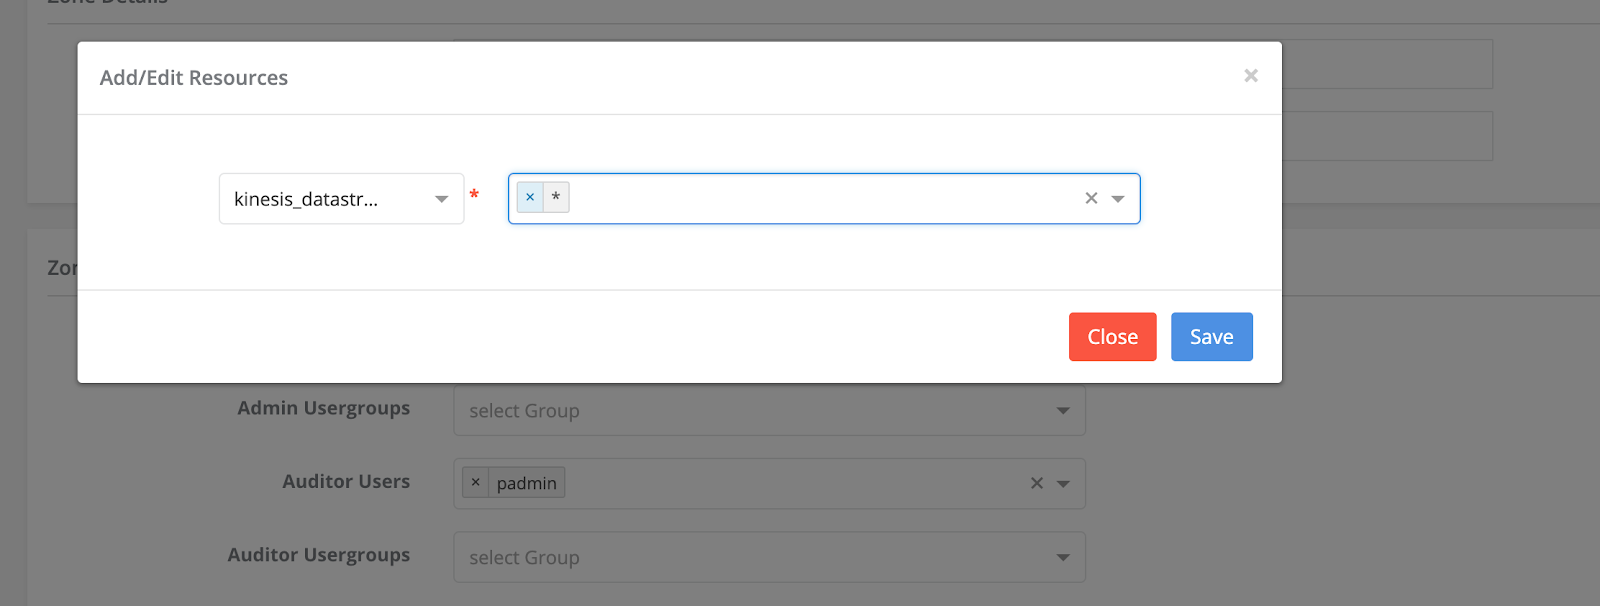 Zone Details
Add/Edit Resources
×
kinesis_datastr... *
× *
×
Zor
Close
Save
Admin Usergroups
select Group
Auditor Users
× padmin
×
Auditor Usergroups
select Group